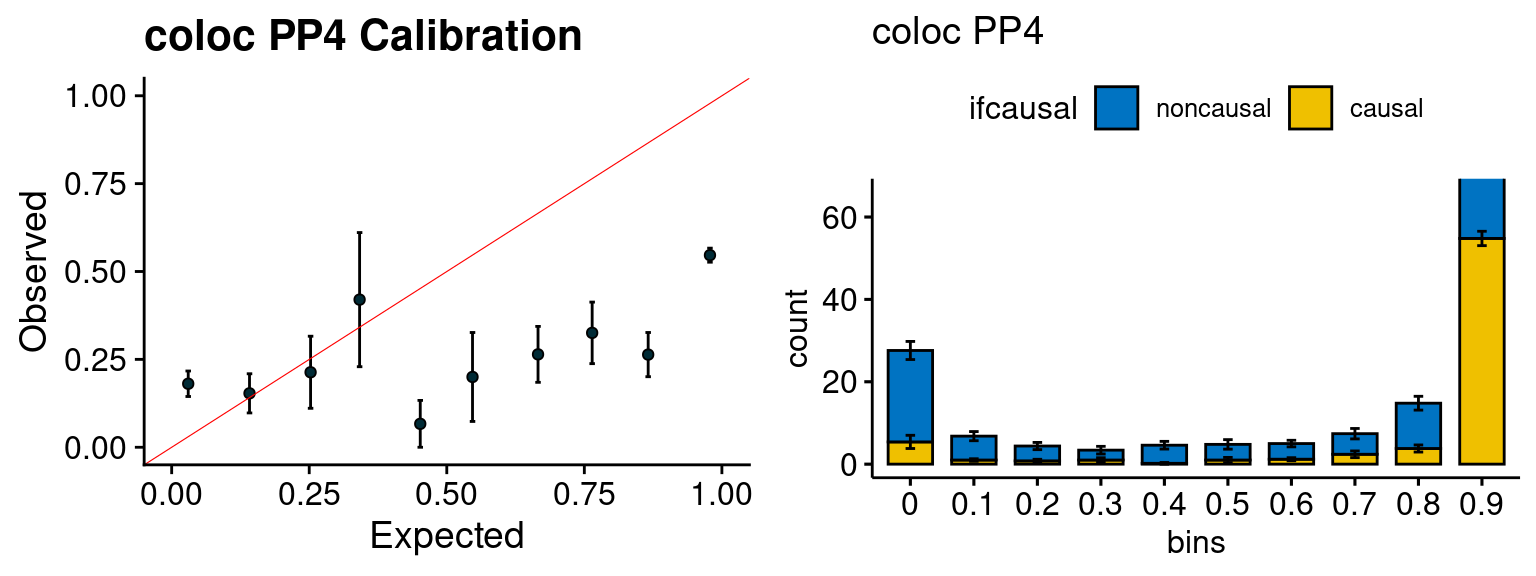 coloc PP4 Calibration
Observed
1.00
0.75
0.50
0.25
0.00
0.00 0.25 0.50 0.75 1.00
Expected
coloc PP4
ifcausal noncausal causal
count
60
40
20
0
0 0.1 0.2 0.3 0.4 0.5 0.6 0.7 0.8 0.9
bins